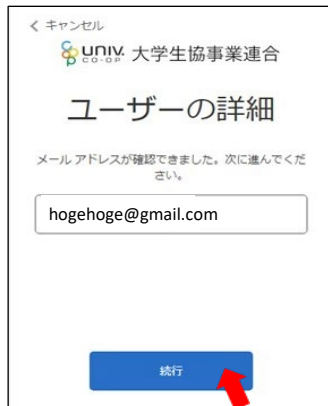 < キャンセル
univ. CO-OP 大学生協事業連合
ユーザーの詳細
メール アドレスが確認できました。次に進んでくだ
さい。
hogehoge@gmail.com
続行